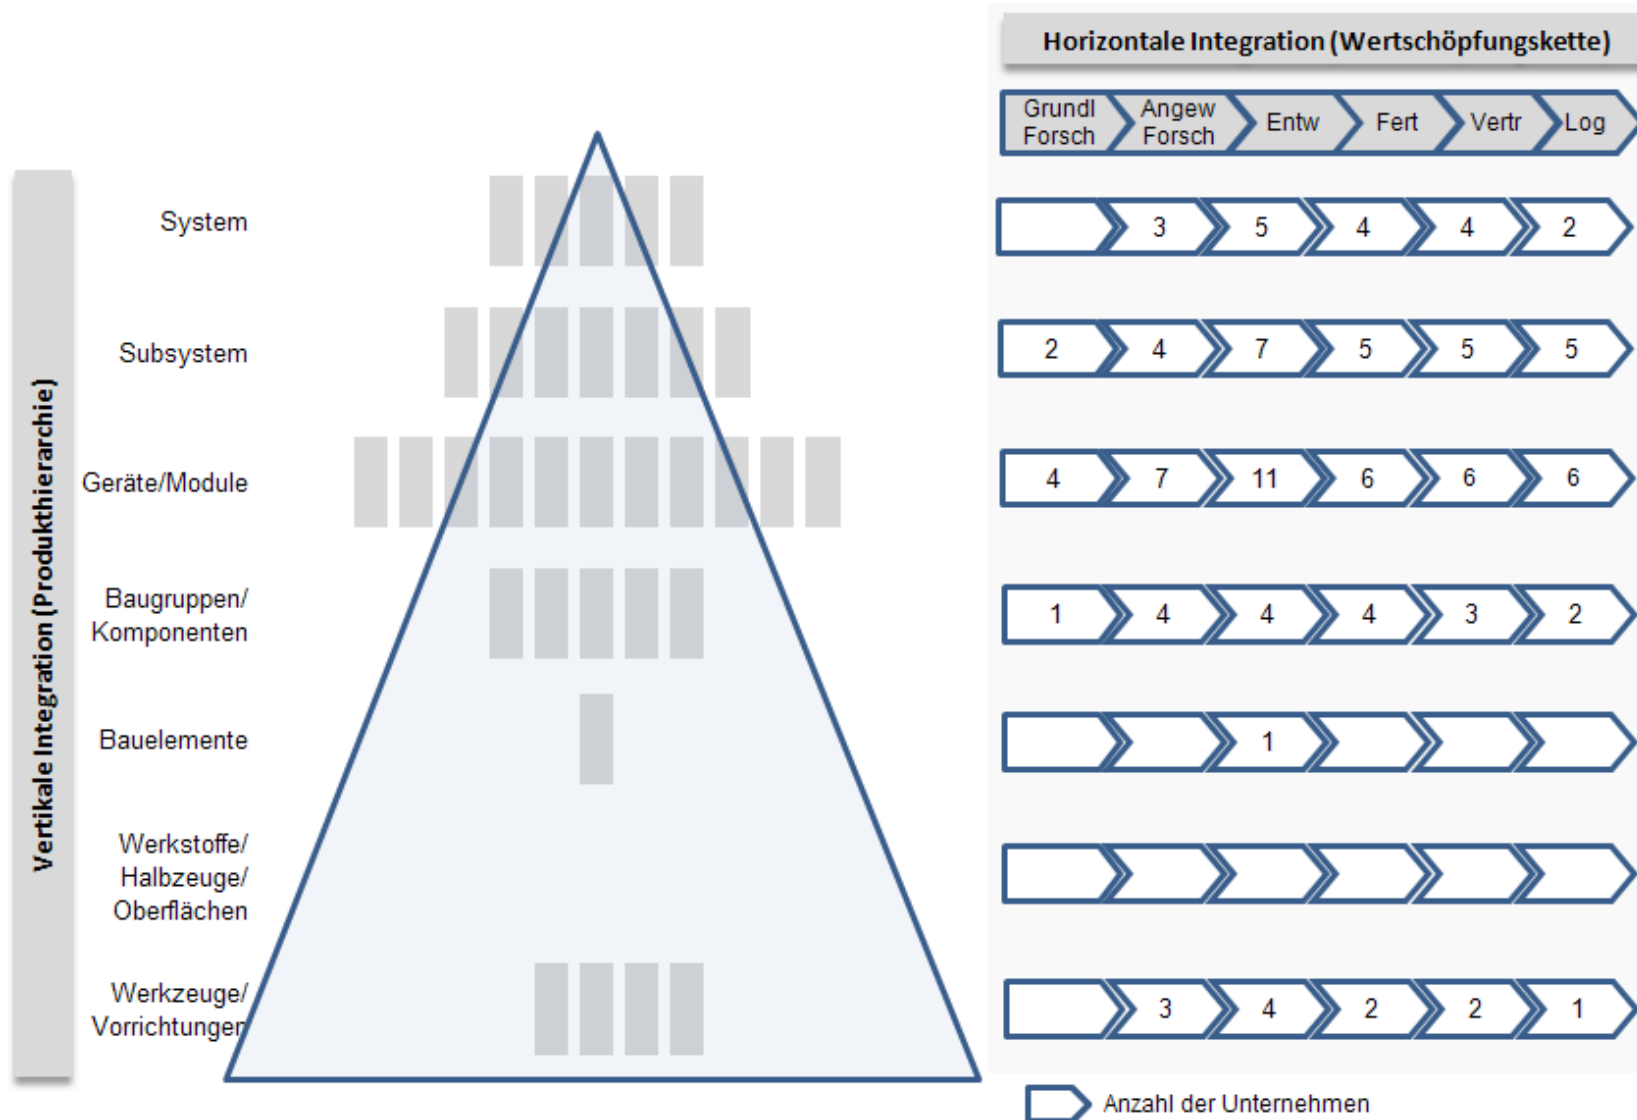 Horizontale Integration (Wertschöpfungskette)
Grundl
Forsch
Angew
Forsch
Entw
Fert
Vertr
Log
Vertikale Integration (Produkthierarchie)
System
3 5 4 4 2
Subsystem
2 4 7 5 5 5
Geräte/Module
4 7 11 6 6 6
Baugruppen/
Komponenten
1 4 4 4 3 2
Bauelemente
1
Werkstoffe/
Halbzeuge/
Oberflächen
Werkzeuge/
Vorrichtungen
3 4 2 2 1
Anzahl der Unternehmen